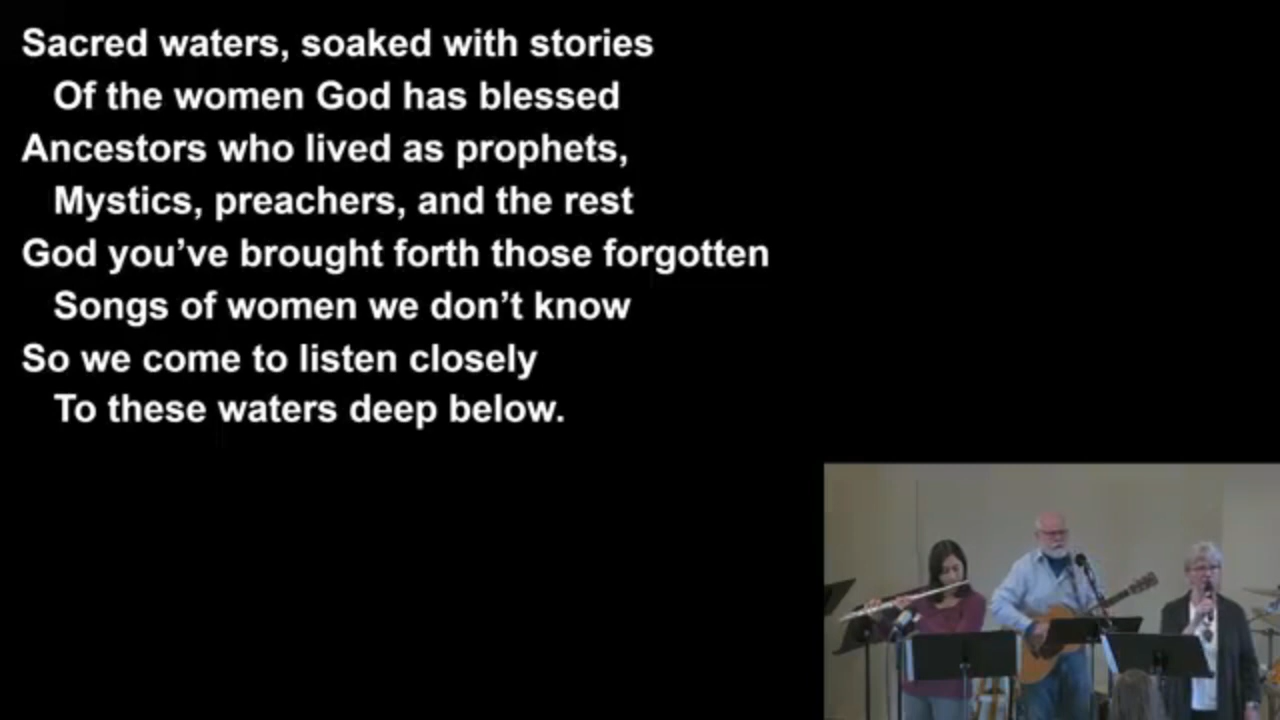 Sacred waters, soaked with stories
Of the women God has blessed
Ancestors who lived as prophets,
Mystics, preachers, and the rest
God you’ve brought forth those forgotten
Songs of women we don’t know
So we come to listen closely
To these waters deep below.